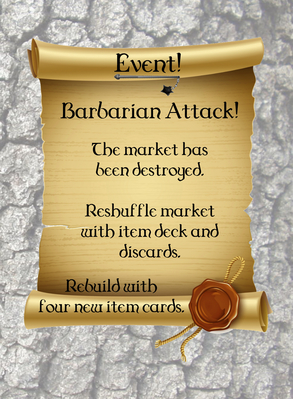 Event!
Barbarian Attack!
The market has
been destroyed.
Reshuffle market
with item deck and
discards.
Rebuild with
four new item cards.